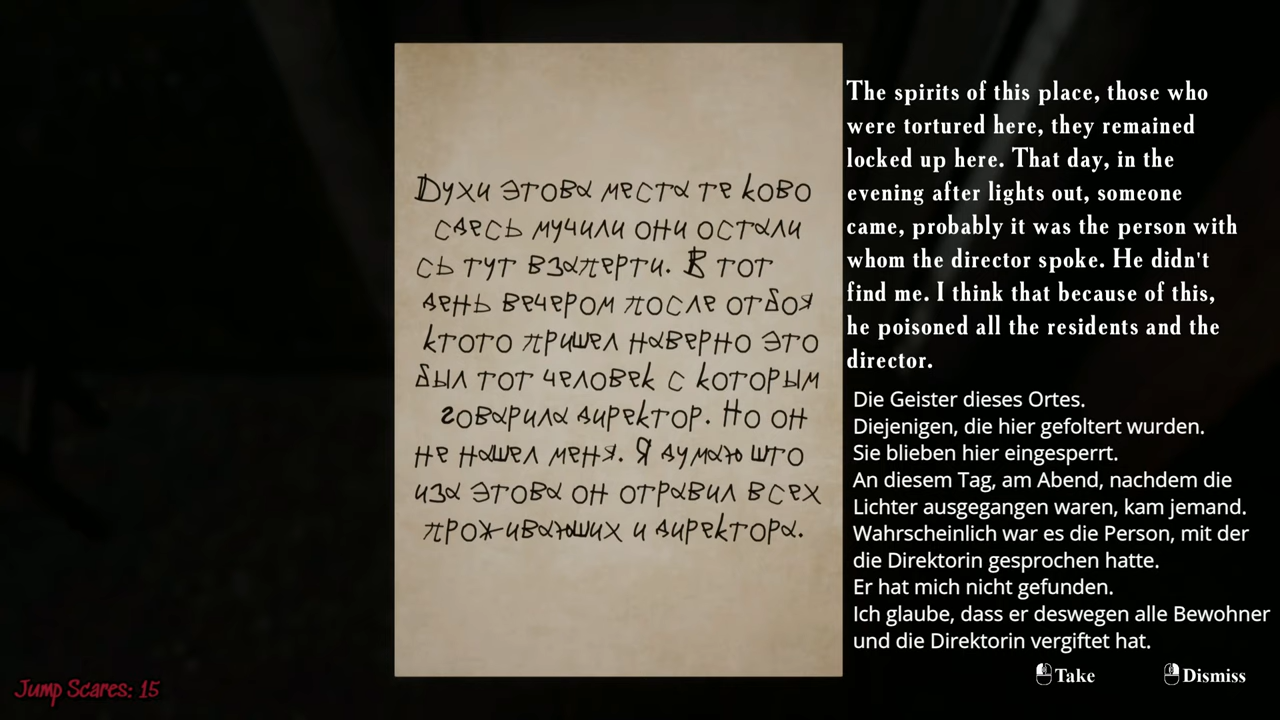 Духи этова места те ково
сдесь мучили они остали
сь тут взаперти. В тот
день вечером после отбоя
ктото пришел наверно это
был тот человек с которым
говарила директор. Но он
не нашел меня. Я думаю што
иза этова он отравил всех
проживаюших и директора.
The spirits of this place, those who
were tortured here, they remained
locked up here. That day, in the
evening after lights out, someone
came, probably it was the person with
whom the director spoke. He didn't
find me. I think that because of this,
he poisoned all the residents and the
director.
Die Geister dieses Ortes.
Diejenigen, die hier gefoltert wurden.
Sie blieben hier eingesperrt.
An diesem Tag, am Abend, nachdem die
Lichter ausgegangen waren, kam jemand.
Wahrscheinlich war es die Person, mit der
die Direktorin gesprochen hatte.
Er hat mich nicht gefunden.
Ich glaube, dass er deswegen alle Bewohner
und die Direktorin vergiftet hat.
Take Dismiss
Jump Scares: 15